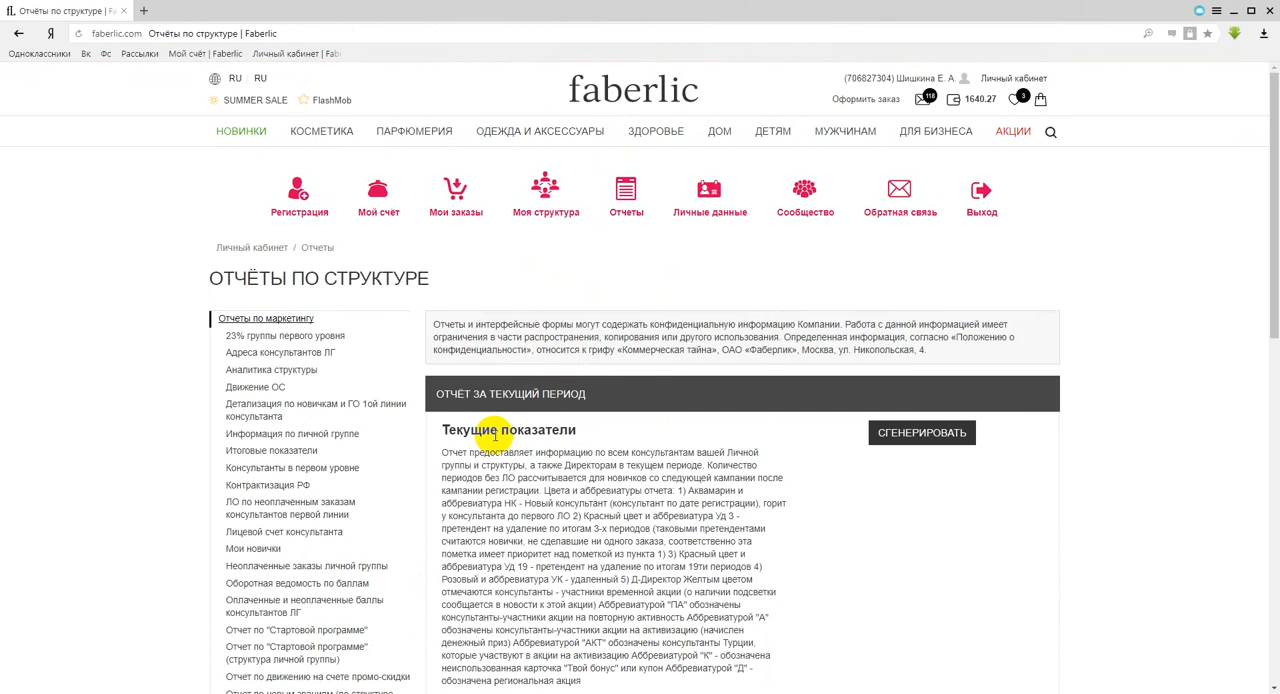 Отчёты по структуре | Fa
faberlic.com Отчёты по структуре | Faberlic
Одноклассники Вк Фс Рассылки Мой счёт | Faberlic Личный кабинет | Fab
RU RU
SUMMER SALE FlashMob
faberlic
(706827304) Шишкина Е. А. Личный кабинет
Оформить заказ 118 1640.27 3
НОВИНКИ КОСМЕТИКА ПАРФЮМЕРИЯ ОДЕЖДА И АКСЕССУАРЫ ЗДОРОВЬЕ ДОМ ДЕТЯМ МУЖЧИНАМ ДЛЯ БИЗНЕСА АКЦИИ
Регистрация Мой счёт Мои заказы Моя структура Отчеты Личные данные Сообщество Обратная связь Выход
Личный кабинет / Отчеты
ОТЧЁТЫ ПО СТРУКТУРЕ
Отчеты по маркетингу
23% группы первого уровня
Адреса консультантов ЛГ
Аналитика структуры
Движение ОС
Детализация по новичкам и ГО 1ой линии
консультанта
Информация по личной группе
Итоговые показатели
Консультанты в первом уровне
Контрактизация РФ
ЛО по неоплаченным заказам
консультантов первой линии
Лицевой счет консультанта
Мои новички
Неоплаченные заказы личной группы
Оборотная ведомость по баллам
Оплаченные и неоплаченные баллы
консультантов ЛГ
Отчет по "Стартовой программе"
Отчет по "Стартовой программе"
(структура личной группы)
Отчет по движению на счете промо-скидки
Отчет по новым званиям (по структуре
Отчеты и интерфейсные формы могут содержать конфиденциальную информацию Компании. Работа с данной информацией имеет
ограничения в части распространения, копирования или другого использования. Определенная информация, согласно «Положению о
конфиденциальности», относится к грифу «Коммерческая тайна», ОАО «Фаберлик», Москва, ул. Никопольская, 4.
ОТЧЁТ ЗА ТЕКУЩИЙ ПЕРИОД
Текущие показатели
СГЕНЕРИРОВАТЬ
Отчет предоставляет информацию по всем консультантам вашей Личной
группы и структуры, а также Директорам в текущем периоде. Количество
периодов без ЛО рассчитывается для новичков со следующей кампании после
кампании регистрации. Цвета и аббревиатуры отчета: 1) Аквамарин и
аббревиатура НК - Новый консультант (консультант по дате регистрации), горит
у консультанта до первого ЛО 2) Красный цвет и аббревиатура Уд 3 -
претендент на удаление по итогам 3-х периодов (таковыми претендентами
считаются новички, не сделавшие ни одного заказа, соответственно эта
пометка имеет приоритет над пометкой из пункта 1) 3) Красный цвет и
аббревиатура Уд 19 - претендент на удаление по итогам 19ти периодов 4)
Розовый и аббревиатура УК - удаленный 5) Д-Директор Желтым цветом
отмечаются консультанты - участники временной акции (о наличии подсветки
сообщается в новости к этой акции) Аббревиатурой "ПА" обозначены
консультанты-участники акции на повторную активность Аббревиатурой "А"
обозначены консультанты-участники акции на активизацию (начислен
денежный приз) Аббревиатурой "АКТ" обозначены консультанты Турции,
которые участвуют в акции на активизацию Аббревиатурой "К" - обозначена
неиспользованная карточка "Твой бонус" или купон Аббревиатурой "Д" -
обозначена региональная акция